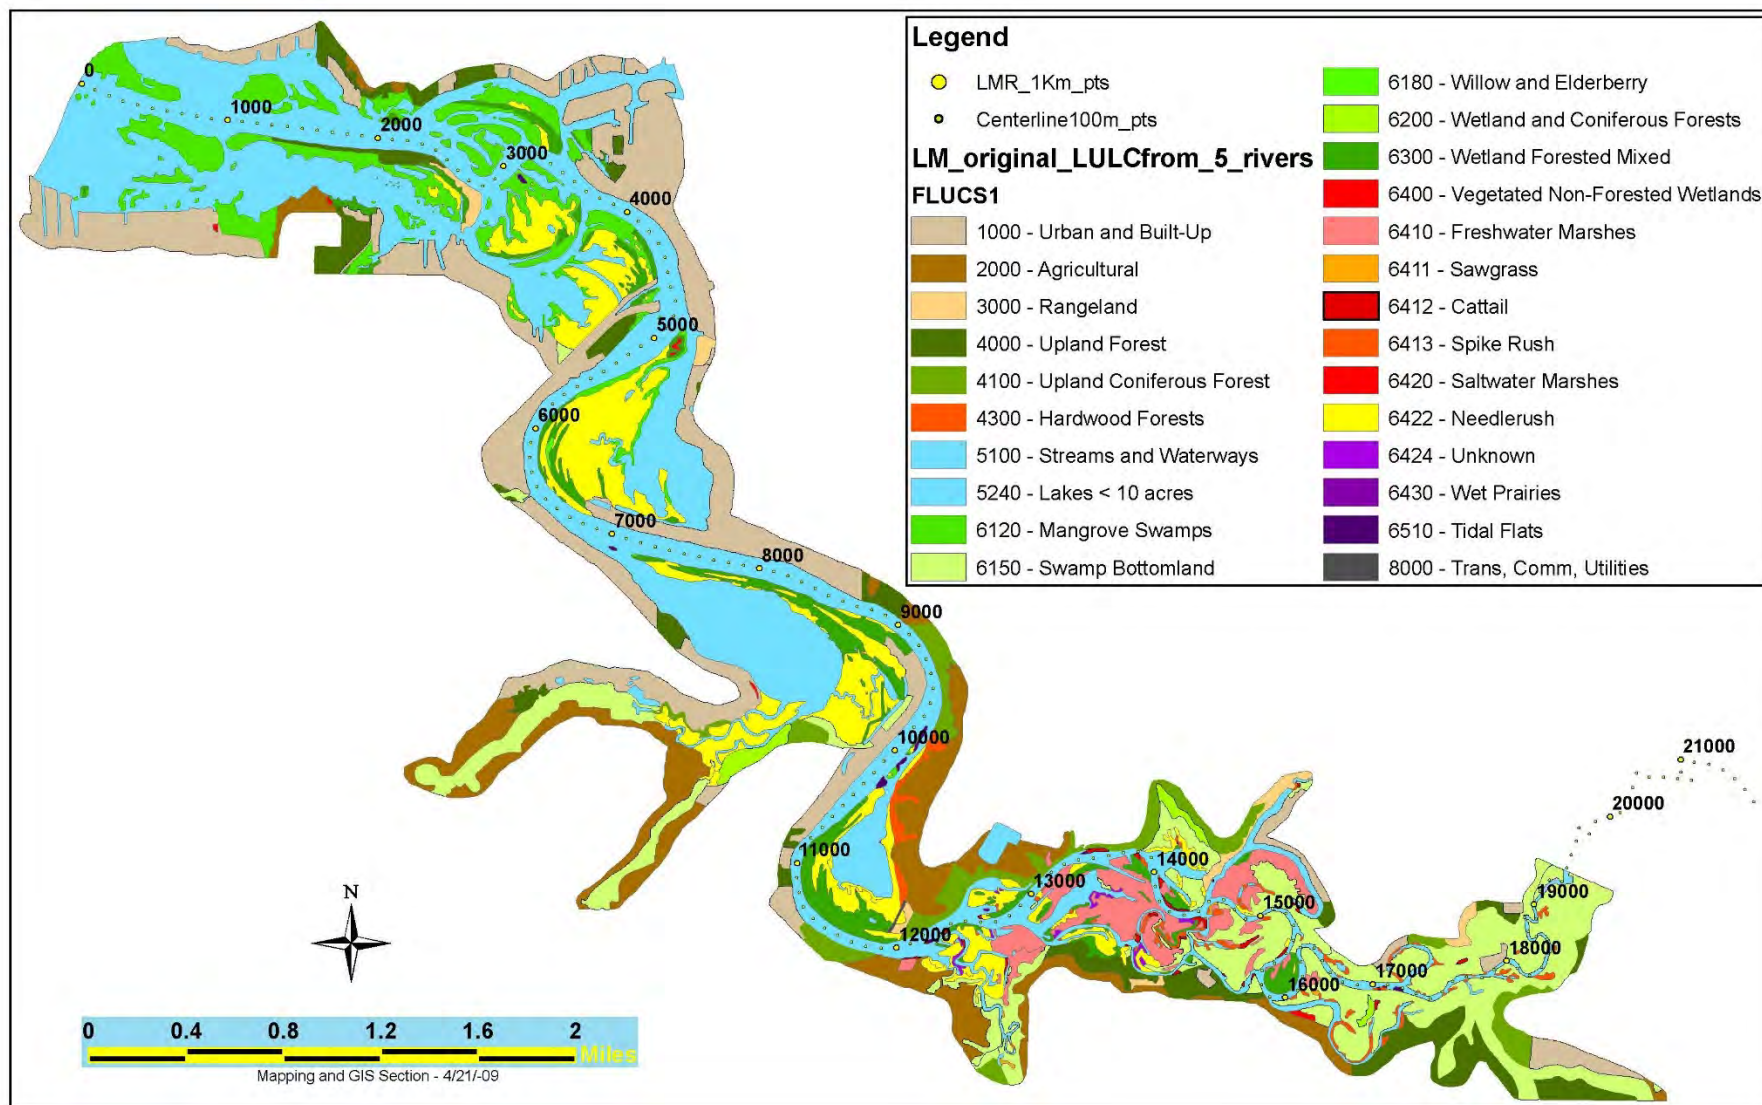 Legend
LMR_1Km_pts
Centerline100m_pts
LM_original_LULCfrom_5_rivers
FLUCS1
1000 - Urban and Built-Up
2000 - Agricultural
3000 - Rangeland
4000 - Upland Forest
4100 - Upland Coniferous Forest
4300 - Hardwood Forests
5100 - Streams and Waterways
5240 - Lakes < 10 acres
6120 - Mangrove Swamps
6150 - Swamp Bottomland
6180 - Willow and Elderberry
6200 - Wetland and Coniferous Forests
6300 - Wetland Forested Mixed
6400 - Vegetated Non-Forested Wetlands
6410 - Freshwater Marshes
6411 - Sawgrass
6412 - Cattail
6413 - Spike Rush
6420 - Saltwater Marshes
6422 - Needlerush
6424 - Unknown
6430 - Wet Prairies
6510 - Tidal Flats
8000 - Trans, Comm, Utilities
0
1000
2000
3000
4000
5000
6000
7000
8000
9000
10000
11000
12000
13000
14000
15000
16000
17000
18000
19000
20000
21000
N
0 0.4 0.8 1.2 1.6 2
Miles
Mapping and GIS Section - 4/21/-09